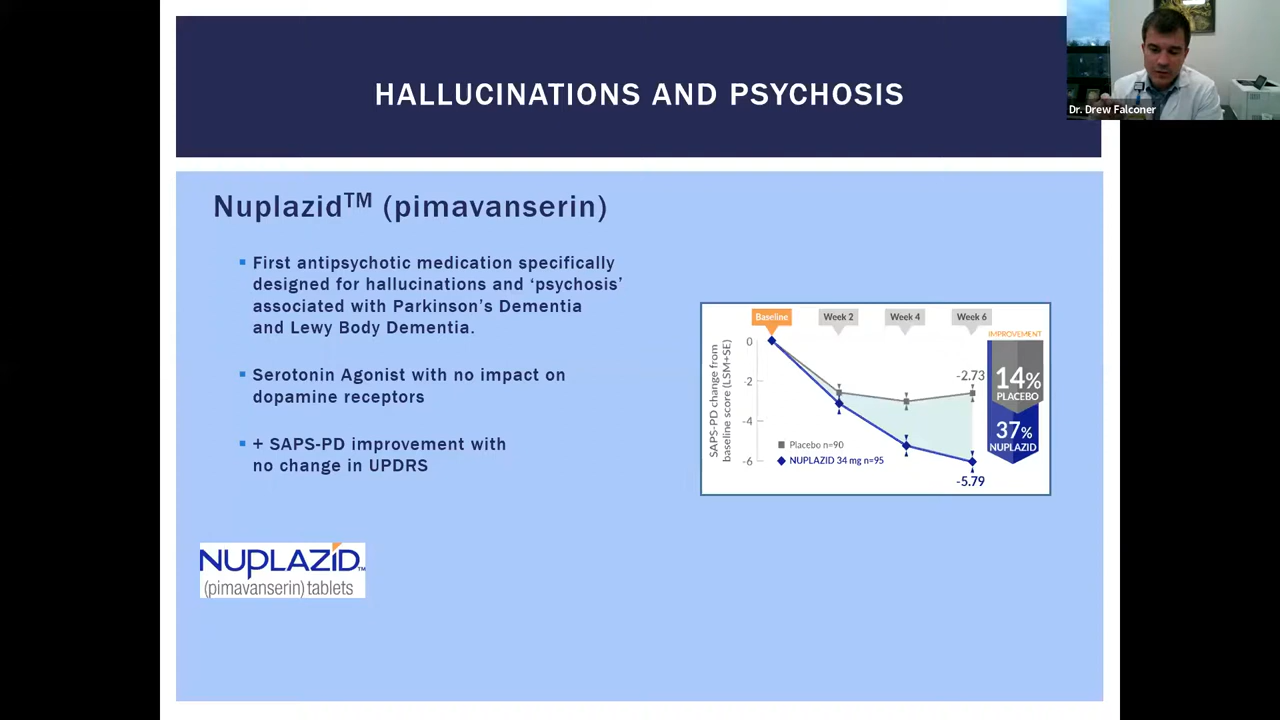 HALLUCINATIONS AND PSYCHOSIS
Dr. Drew Falconer
Nuplazid™ (pimavanserin)
First antipsychotic medication specifically
designed for hallucinations and ‘psychosis’
associated with Parkinson’s Dementia
and Lewy Body Dementia.
Serotonin Agonist with no impact on
dopamine receptors
+ SAPS-PD improvement with
no change in UPDRS
NUPLAZID™
(pimavanserin) tablets
Baseline
Week 2
Week 4
Week 6
IMPROVEMENT
SAPS-PD change from
baseline score (LSM+SE)
0
-2
-4
-6
-2.73
-5.79
Placebo n=90
NUPLAZID 34 mg n=95
14%
PLACEBO
37%
NUPLAZID